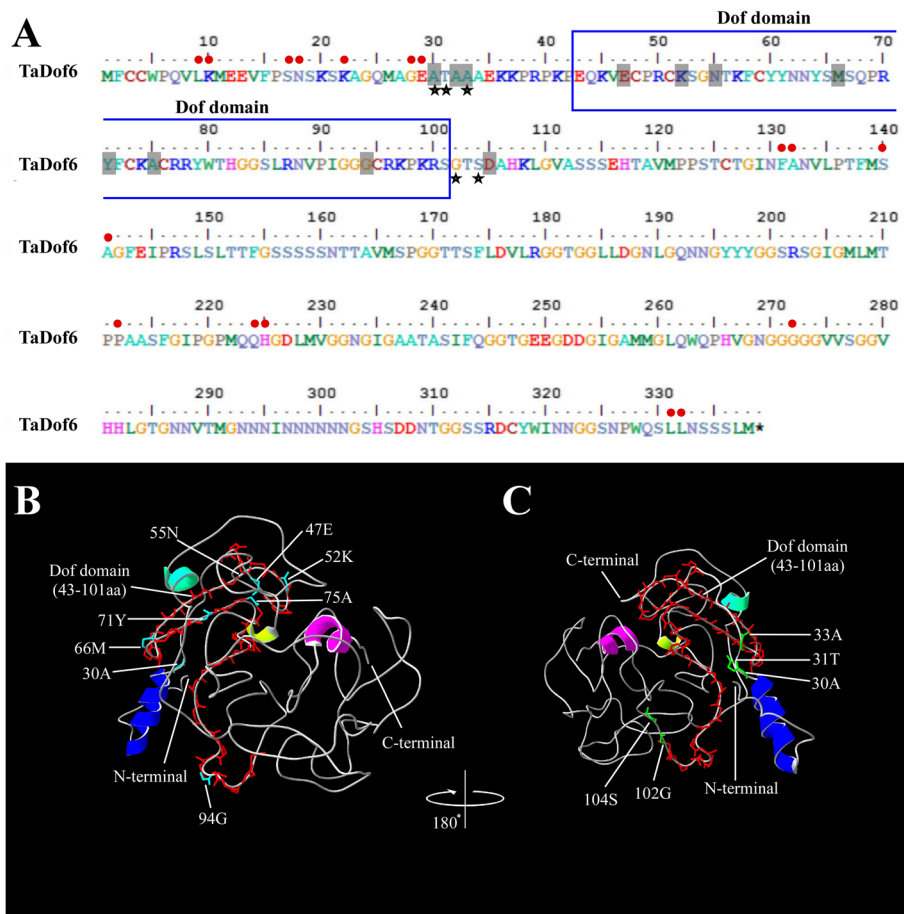 A
Dof domain
10 20 30 40 50 60 70
TaDof6 MFCCWPQVLKMEEVFPSNSKSKAGQMAGEATAAAEKKPRPKPEQKVECPRCKSGNTKFCYYNNYSMSQPR
Dof domain
80 90 100 110 120 130 140
TaDof6 YFCKACRRYWTHGGSLRNVPIGGGCRKPKRSGTSDAHKLGVASSSEHTAVMPPSTCTGINFANVLPTFMS
150 160 170 180 190 200 210
TaDof6 AGFEIPRSLSLTTFGSSSSSNTTAVMSPGGTTSFLDVLRGGTGGLLDGNLGQNNGYYYGGSRSGIGMLMT
220 230 240 250 260 270 280
TaDof6 PPAASFGIPGPMQQHGDLMVGGNGIGAATASIFQGGTGEEGDDGIGAMMGLQWQPHVGNGGGGGVVSGGV
290 300 310 320 330
TaDof6 HHLGTGNNVTMGNNNINNNNNNGSHSDDNTGGSSRDCYWINNGGSNPWQSLLNSSSLM*
B
55N
47E
52K
Dof domain
(43-101aa)
75A
71Y
66M
30A
N-terminal
C-terminal
94G
180°
C
C-terminal
Dof domain
(43-101aa)
33A
31T
30A
N-terminal
104S
102G